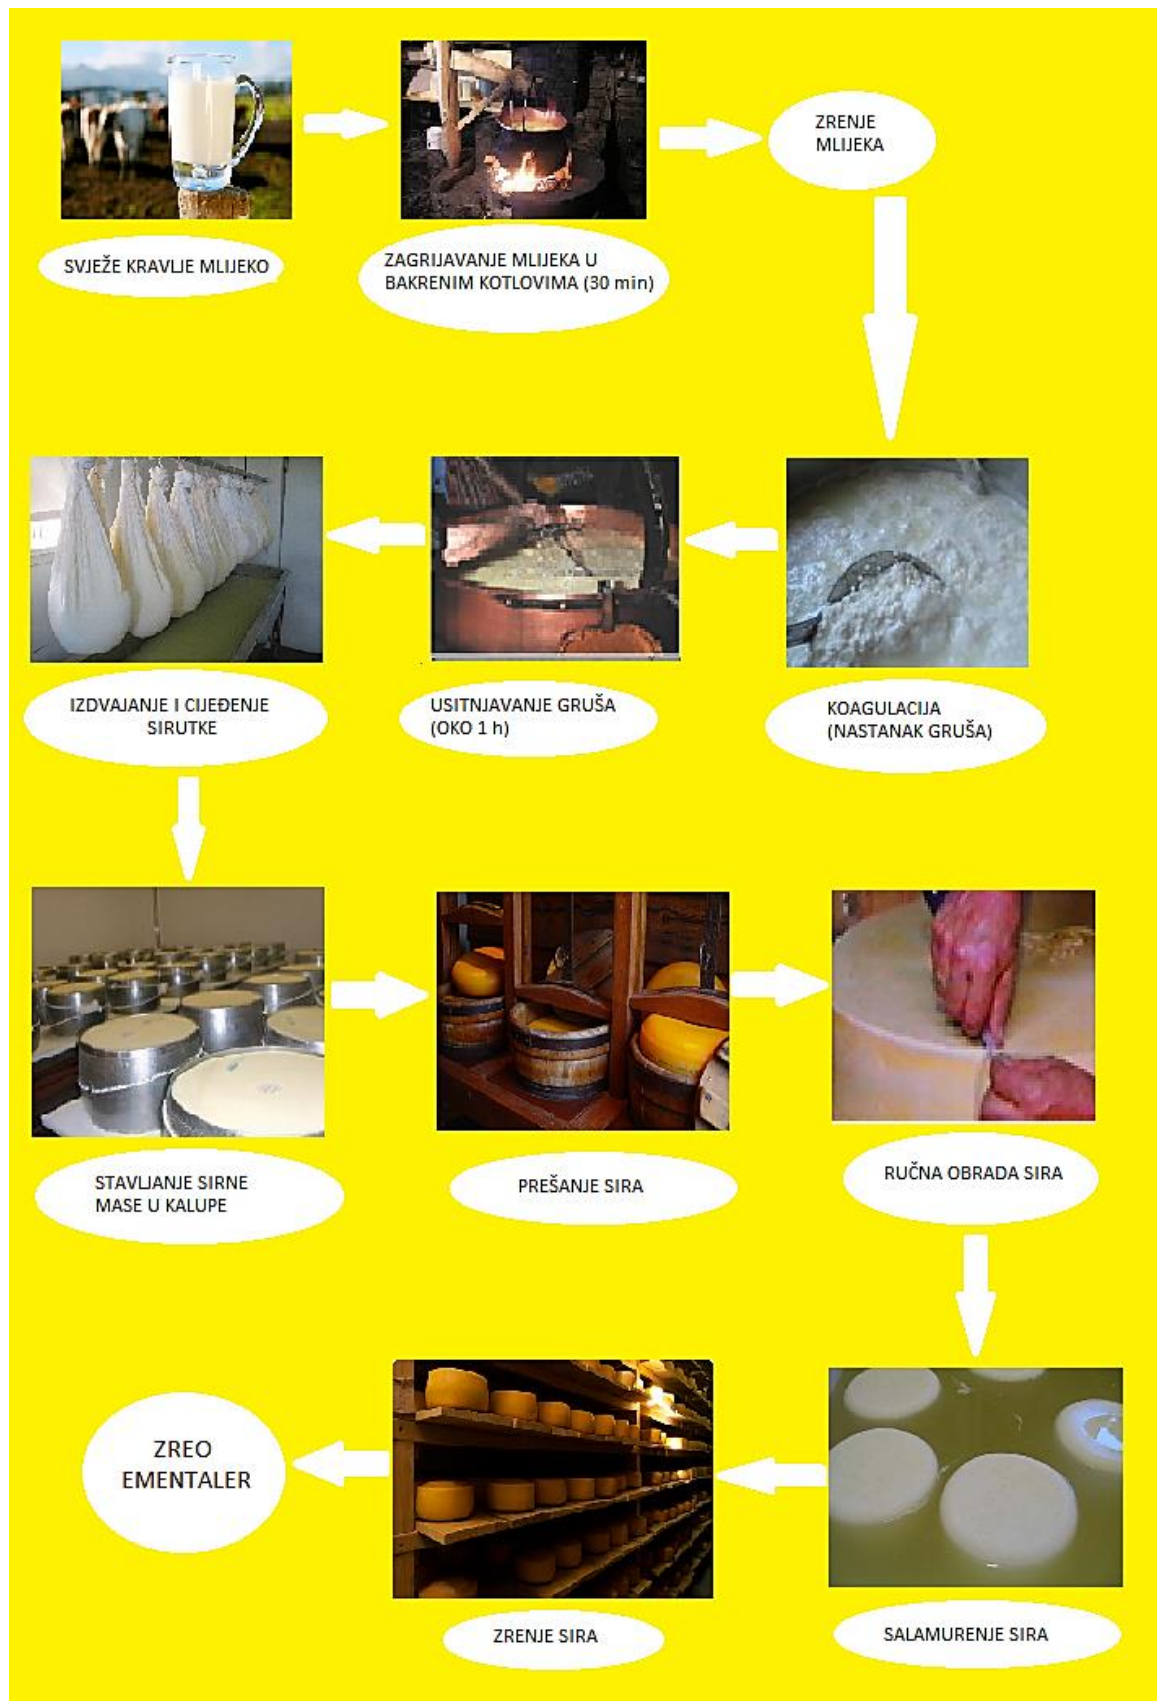 SVJEŽE KRAVLJE MLIJEKO
ZAGRIJAVANJE MLIJEKA U
BAKRENIM KOTLOVIMA (30 min)
ZRENJE
MLIJEKA
KOAGULACIJA
(NASTANAK GRUŠA)
USITNJAVANJE GRUŠA
(OKO 1 h)
IZDVAJANJE I CIJEĐENJE
SIRUTKE
STAVLJANJE SIRNE
MASE U KALUPE
PREŠANJE SIRA
RUČNA OBRADA SIRA
SALAMURENJE SIRA
ZRENJE SIRA
ZREO
EMENTALER